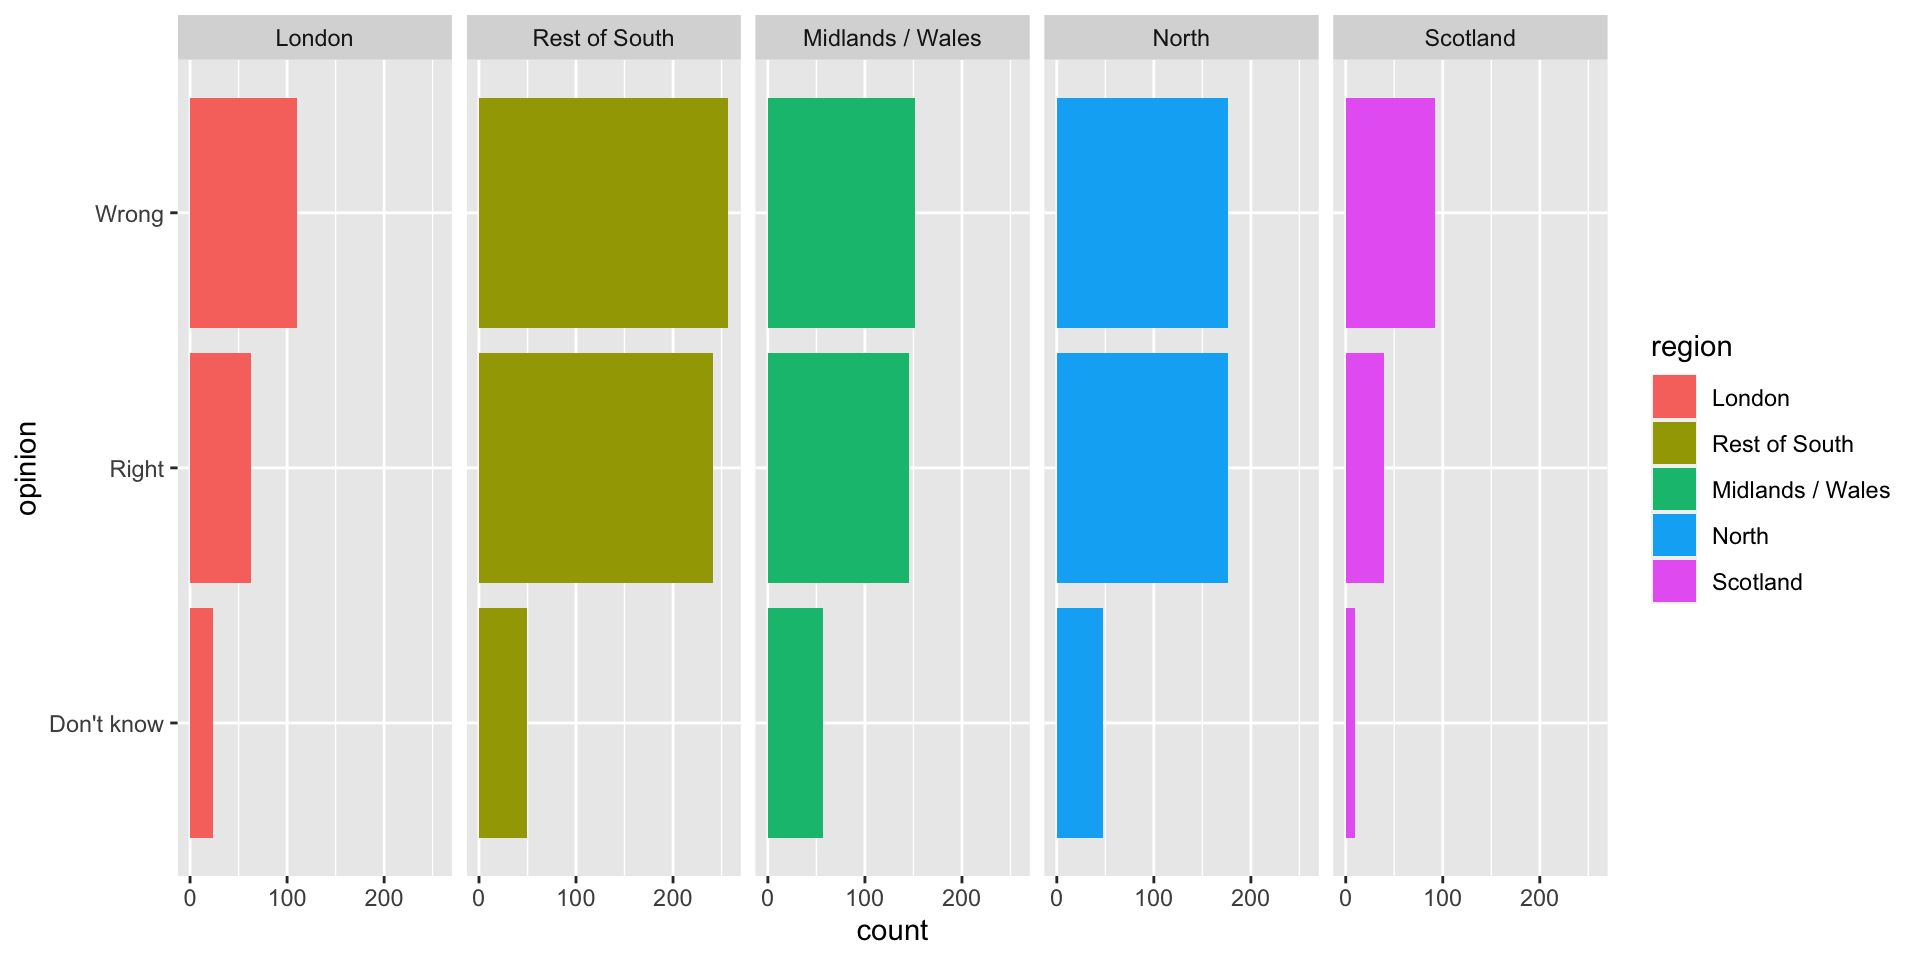 London
Rest of South
Midlands / Wales
North
Scotland
Wrong
Right
Don't know
opinion
0 100 200
0 100 200
0 100 200
0 100 200
0 100 200
count
region
London
Rest of South
Midlands / Wales
North
Scotland